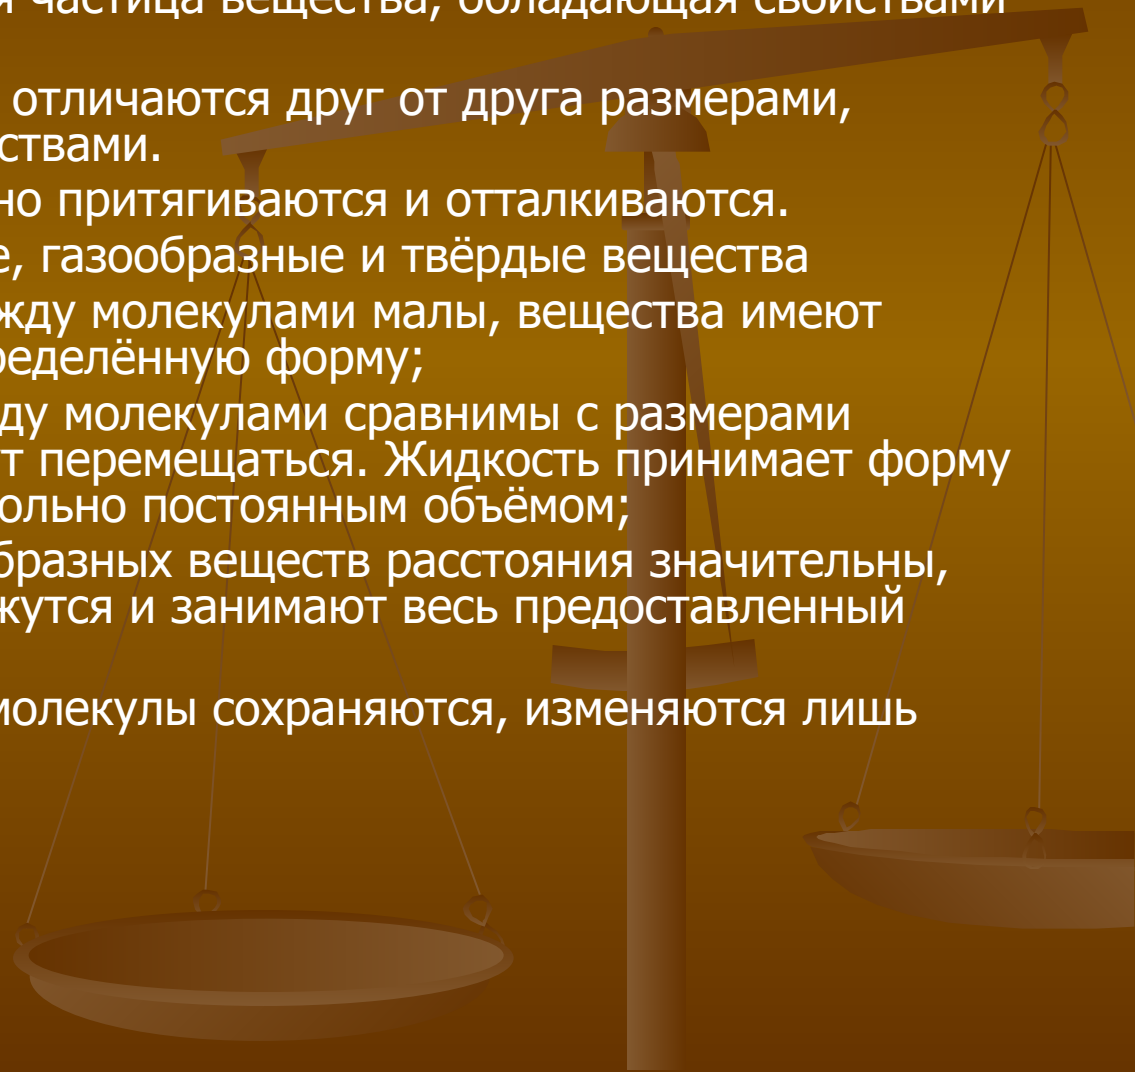 я частица вещества, обладающая свойствами
отличаются друг от друга размерами,
ствами.
но притягиваются и отталкиваются.
е, газообразные и твёрдые вещества
жду молекулами малы, вещества имеют
ределённую форму;
ду молекулами сравнимы с размерами
т перемещаться. Жидкость принимает форму
ольно постоянным объёмом;
бразных веществ расстояния значительны,
жутся и занимают весь предоставленный
молекулы сохраняются, изменяются лишь